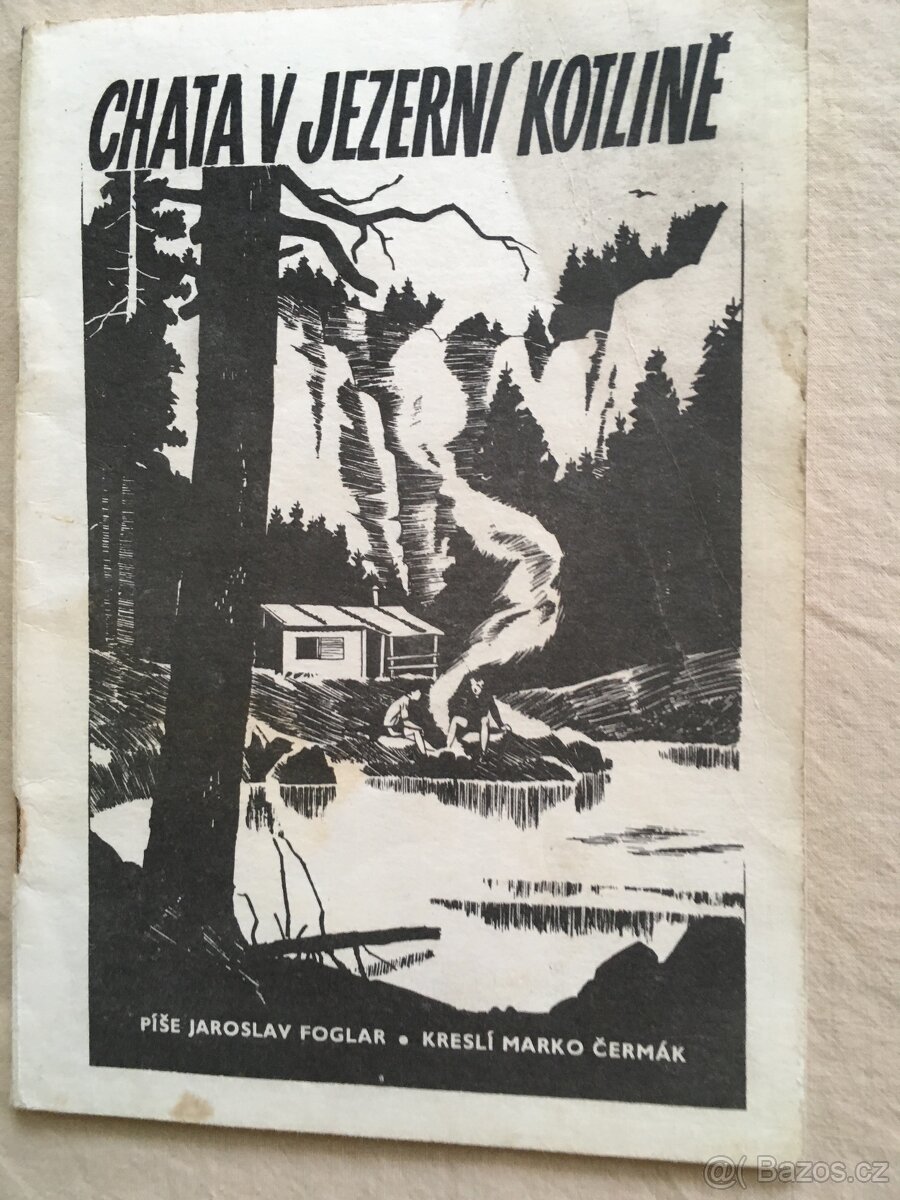 CHATA V JEZERNÍ KOTLINĚ
PÍŠE JAROSLAV FOGLAR • KRESLÍ MARKO ČERMÁK
@( Bazos.cz